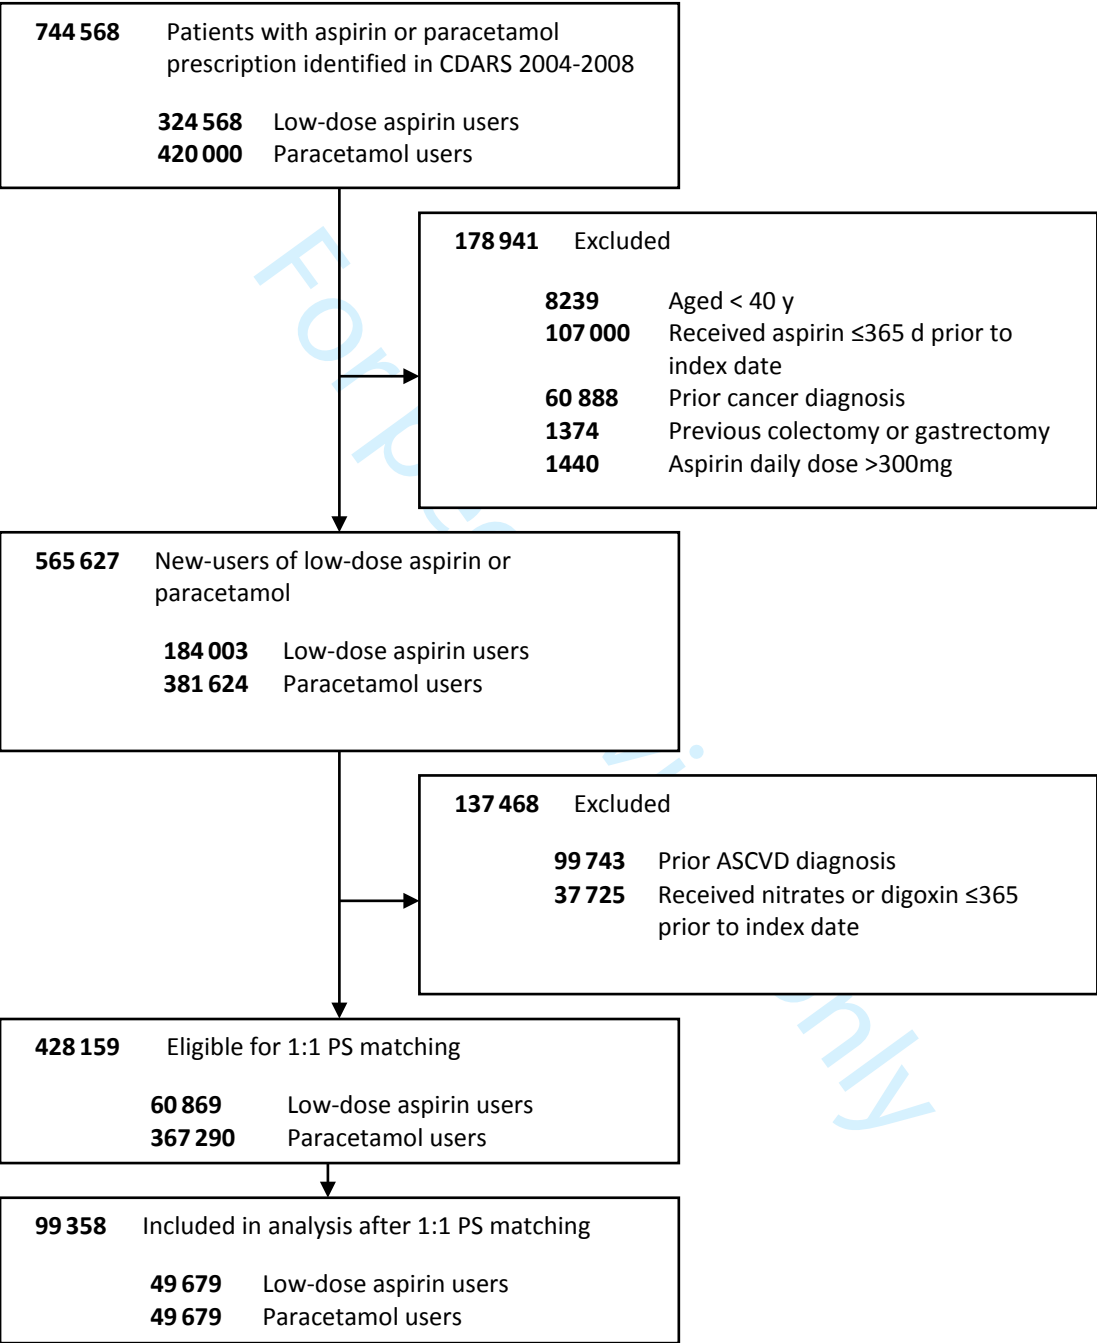 744 568 Patients with aspirin or paracetamol
prescription identified in CDARS 2004-2008
324 568 Low-dose aspirin users
420 000 Paracetamol users
178 941 Excluded
8239 Aged < 40 y
107 000 Received aspirin ≤365 d prior to
index date
60 888 Prior cancer diagnosis
1374 Previous colectomy or gastrectomy
1440 Aspirin daily dose >300mg
565 627 New-users of low-dose aspirin or
paracetamol
184 003 Low-dose aspirin users
381 624 Paracetamol users
137 468 Excluded
99 743 Prior ASCVD diagnosis
37 725 Received nitrates or digoxin ≤365
prior to index date
428 159 Eligible for 1:1 PS matching
60 869 Low-dose aspirin users
367 290 Paracetamol users
99 358 Included in analysis after 1:1 PS matching
49 679 Low-dose aspirin users
49 679 Paracetamol users
For
only